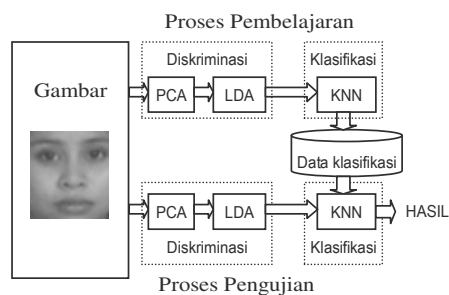 Proses Pembelajaran
Gambar
Diskriminasi
Klasifikasi
PCA
LDA
KNN
Data klasifikasi
PCA
LDA
KNN
HASIL
Diskriminasi
Klasifikasi
Proses Pengujian